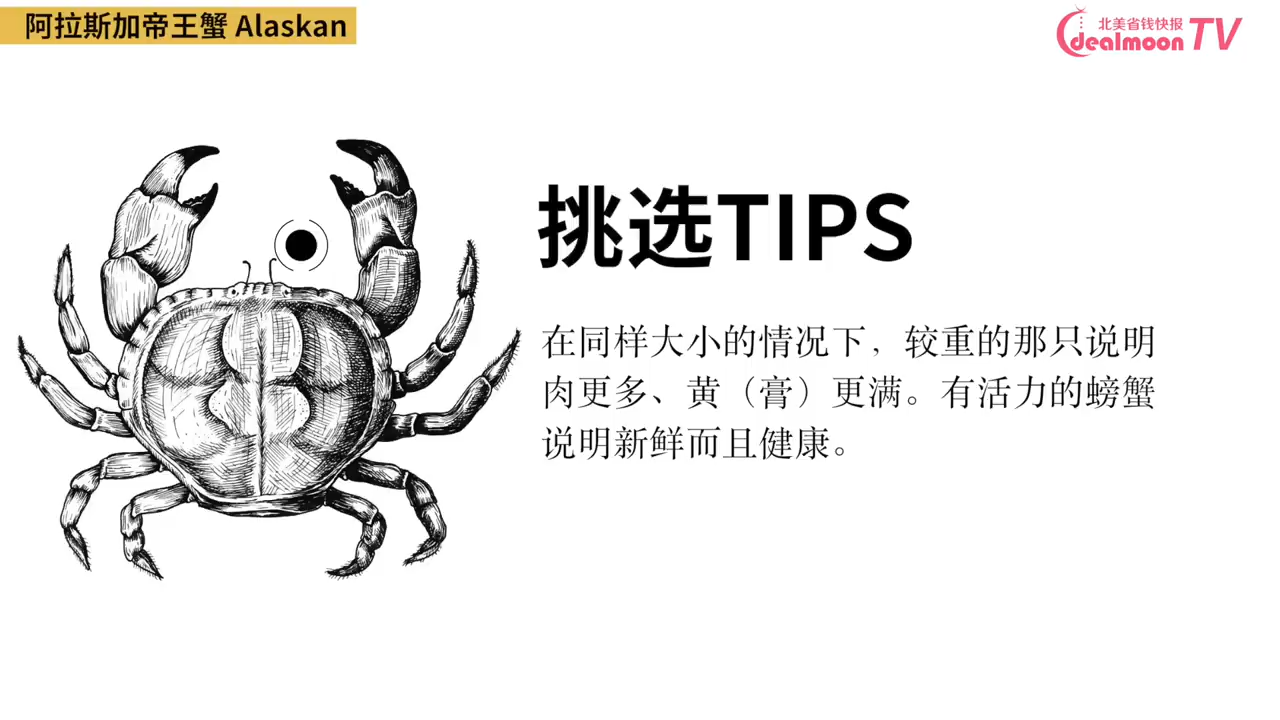 阿拉斯加帝王蟹 Alaskan
北美省钱快报
dealmoon TV
挑选TIPS
在同样大小的情况下，较重的那只说明
肉更多、黄（膏）更满。有活力的螃蟹
说明新鲜而且健康。